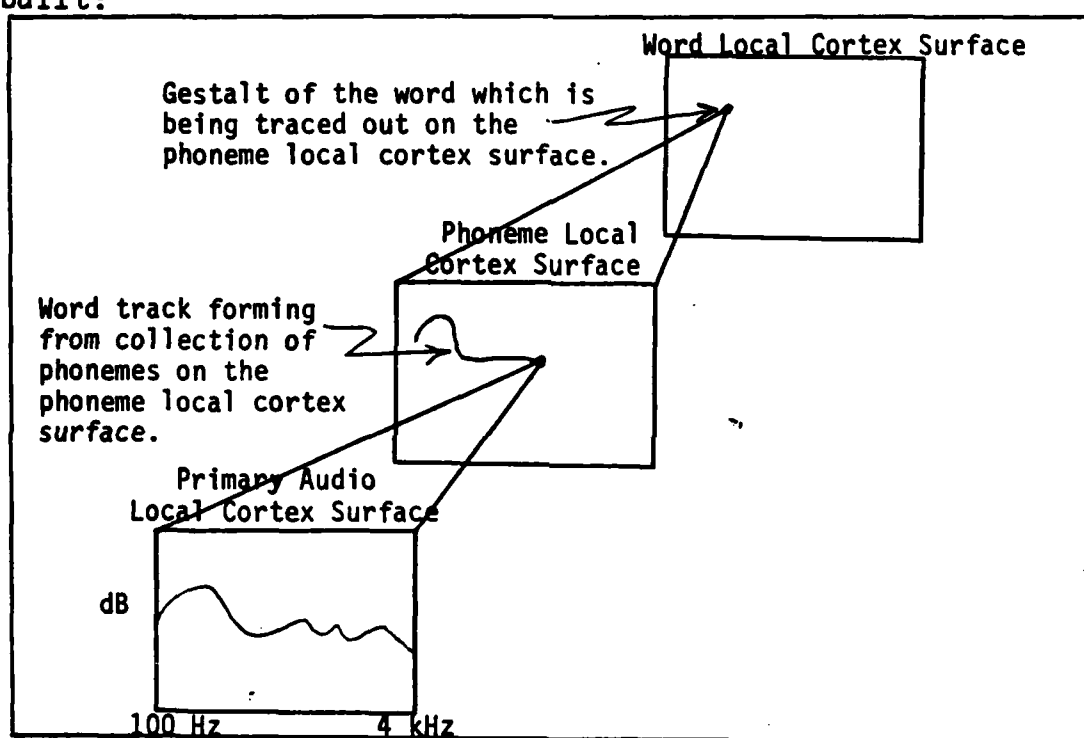 built:
Word Local Cortex Surface
Gestalt of the word which is
being traced out on the
phoneme local cortex surface.
Phoneme Local
Cortex Surface
Word track forming
from collection of
phonemes on the
phoneme local cortex
surface.
Primary Audio
Local Cortex Surface
dB
100 Hz 4 kHz